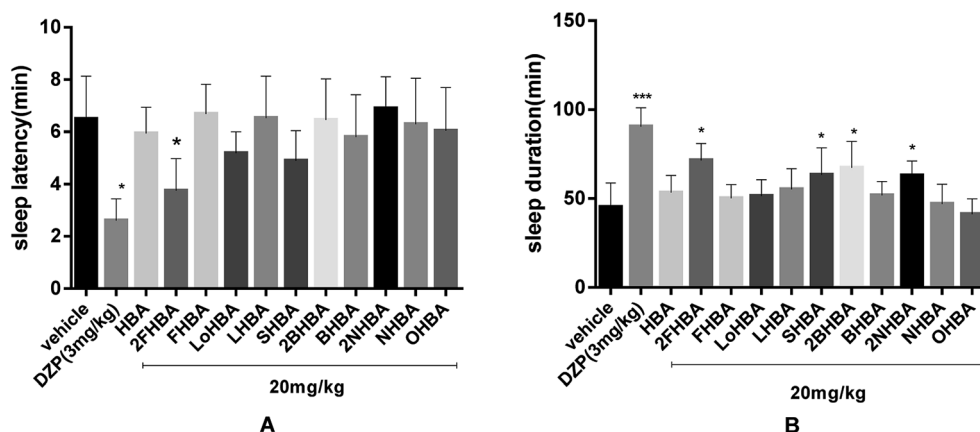 sleep latency(min)
10
8
6
4
2
0
*
*
vehicle
DZP(3mg/kg)
HBA
2FHBA
FHBA
LoHBA
LHBA
SHBA
2BHBA
BHBA
2NHBA
NHBA
OHBA
20mg/kg
A
sleep duration(min)
150
100
50
0
***
*
*
*
*
vehicle
DZP(3mg/kg)
HBA
2FHBA
FHBA
LoHBA
LHBA
SHBA
2BHBA
BHBA
2NHBA
NHBA
OHBA
20mg/kg
B